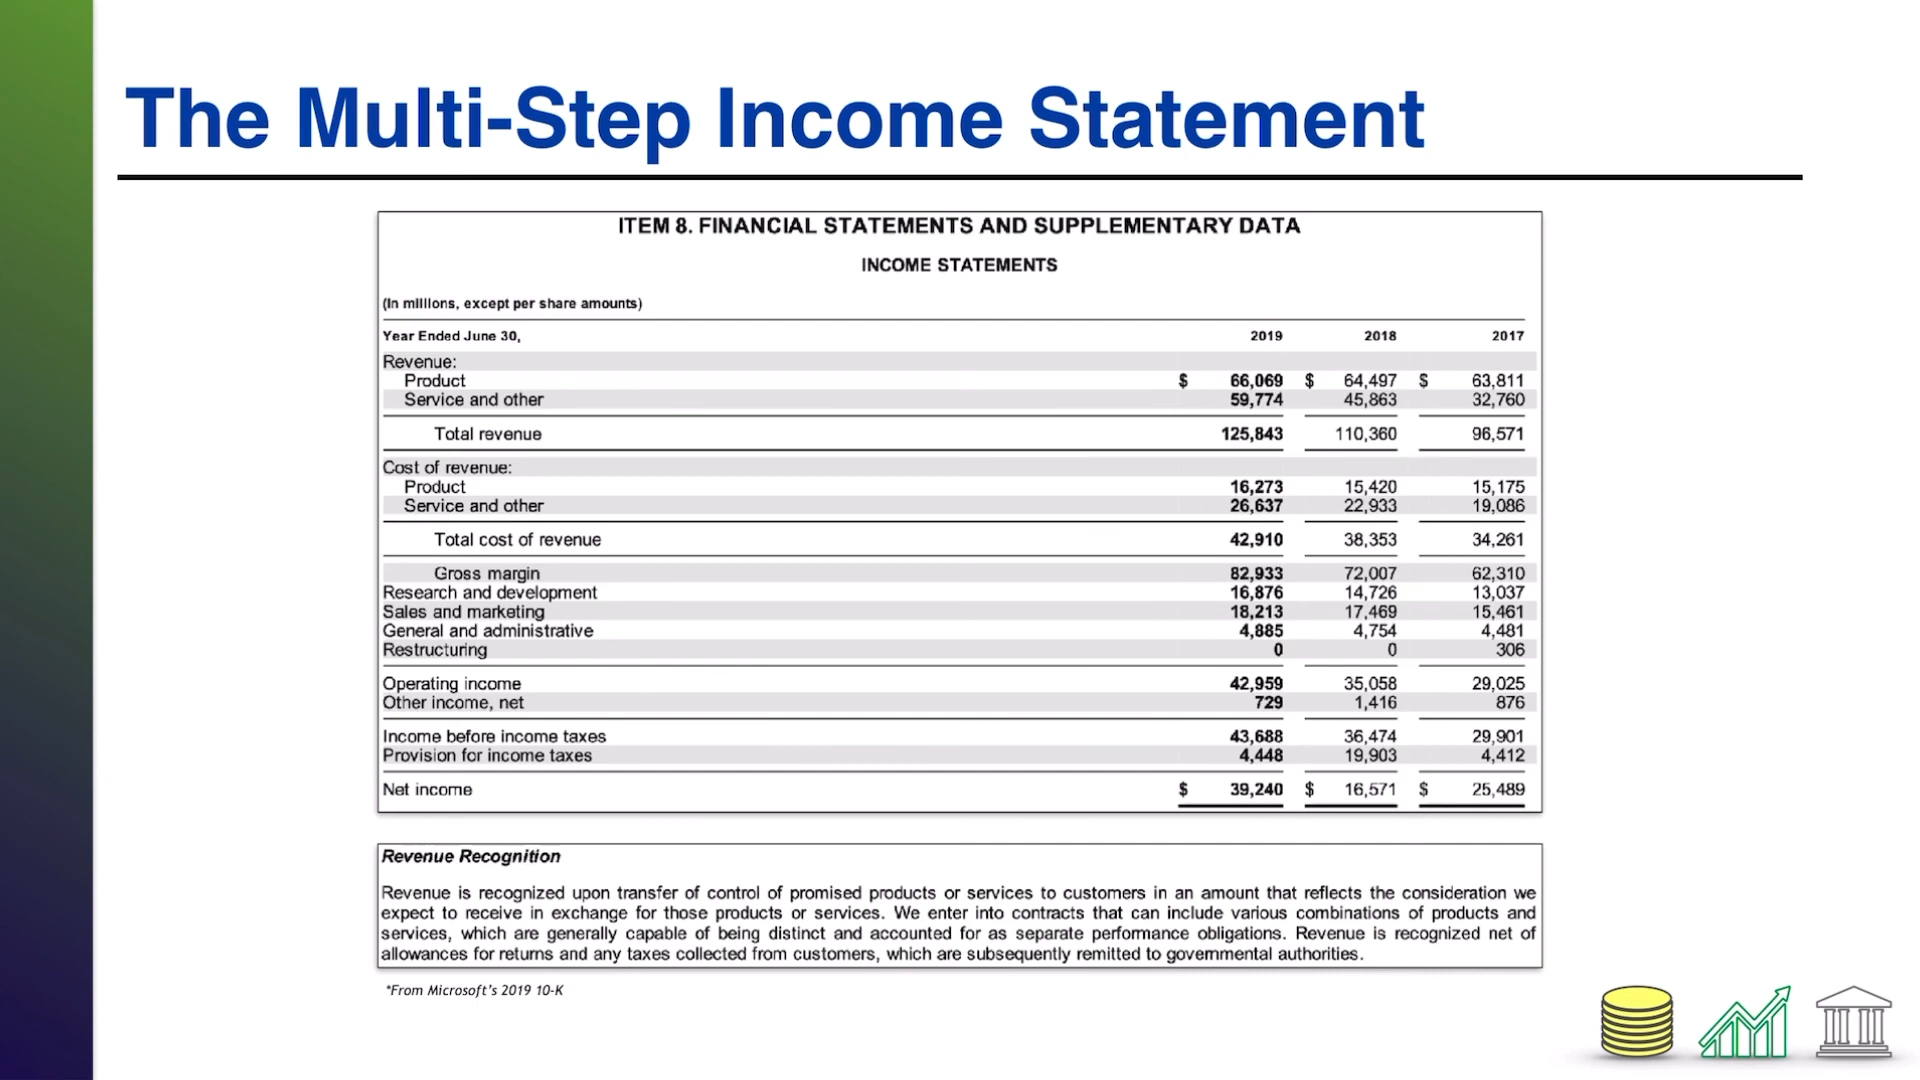 The Multi-Step Income Statement
ITEM 8. FINANCIAL STATEMENTS AND SUPPLEMENTARY DATA
INCOME STATEMENTS
(In millions, except per share amounts)
Year Ended June 30, 2019 2018 2017
Revenue:
Product $ 66,069 $ 64,497 $ 63,811
Service and other 59,774 45,863 32,760
Total revenue 125,843 110,360 96,571
Cost of revenue:
Product 16,273 15,420 15,175
Service and other 26,637 22,933 19,086
Total cost of revenue 42,910 38,353 34,261
Gross margin 82,933 72,007 62,310
Research and development 16,876 14,726 13,037
Sales and marketing 18,213 17,469 15,461
General and administrative 4,885 4,754 4,481
Restructuring 0 0 306
Operating income 42,959 35,058 29,025
Other income, net 729 1,416 876
Income before income taxes 43,688 36,474 29,901
Provision for income taxes 4,448 19,903 4,412
Net income $ 39,240 $ 16,571 $ 25,489
Revenue Recognition
Revenue is recognized upon transfer of control of promised products or services to customers in an amount that reflects the consideration we
expect to receive in exchange for those products or services. We enter into contracts that can include various combinations of products and
services, which are generally capable of being distinct and accounted for as separate performance obligations. Revenue is recognized net of
allowances for returns and any taxes collected from customers, which are subsequently remitted to governmental authorities.
*From Microsoft's 2019 10-K